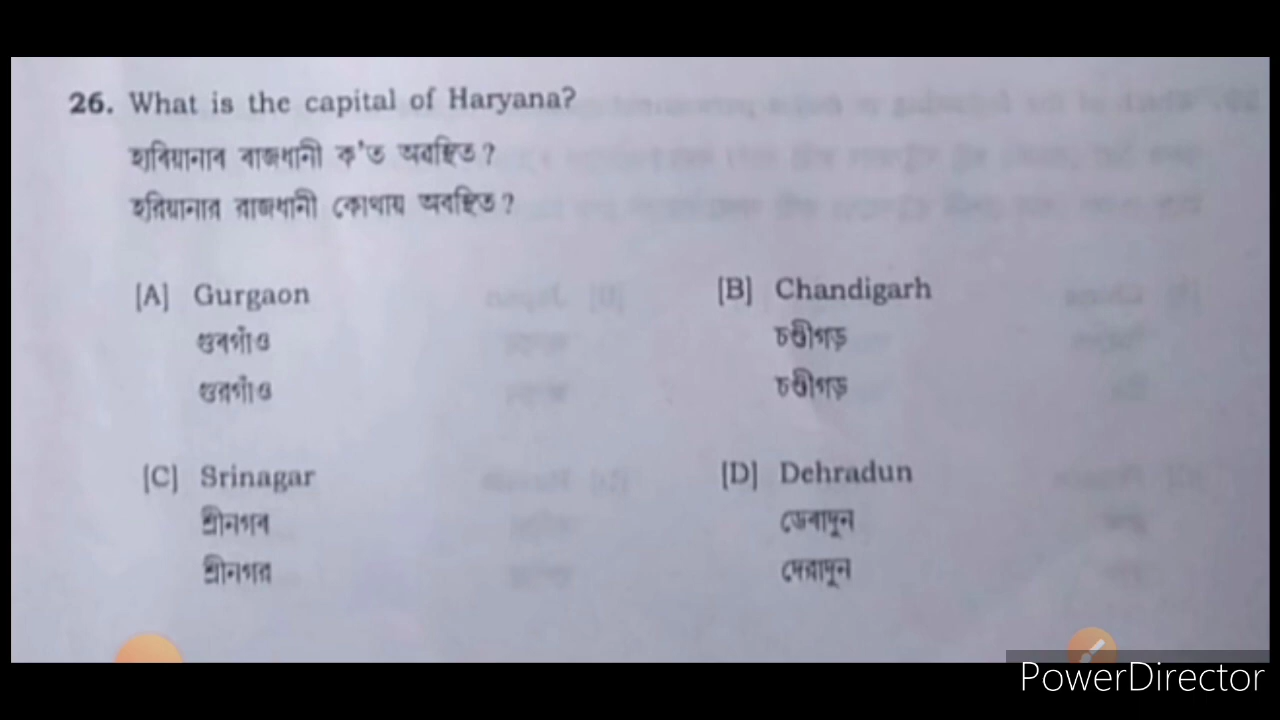 26. What is the capital of Haryana?
হাৰিয়ানাৰ ৰাজধানী ক'ত অৱস্থিত?
হরিয়ানার রাজধানী কোথায় অবস্থিত?
[A] Gurgaon [B] Chandigarh
গুৰগাঁও চণ্ডীগড়
গুরগাঁও চণ্ডীগড়
[C] Srinagar [D] Dehradun
শ্রীনগৰ ডেৰাদূন
শ্রীনগর দেরাদূন
PowerDirector